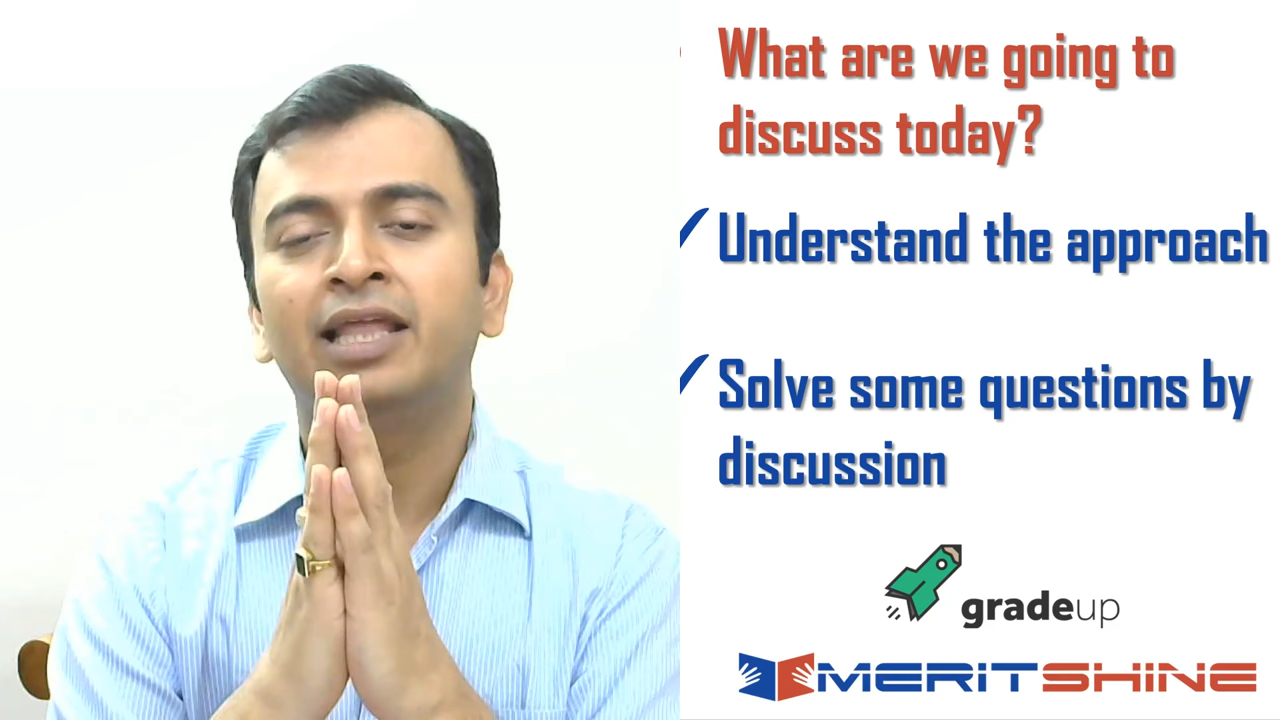 What are we going to
discuss today?
Understand the approach
Solve some questions by
discussion
gradeup
MERITSHINE